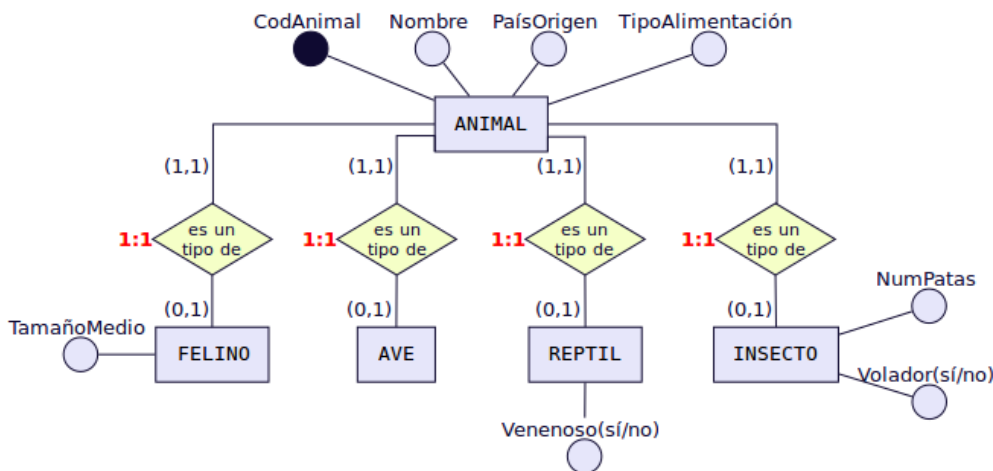 CodAnimal Nombre PaísOrigen TipoAlimentación
ANIMAL
(1,1) (1,1) (1,1) (1,1)
1:1 es un tipo de 1:1 es un tipo de 1:1 es un tipo de 1:1 es un tipo de
(0,1) (0,1) (0,1) (0,1)
NumPatas
TamañoMedio
FELINO AVE REPTIL INSECTO
Volador(sí/no)
Venenoso(sí/no)